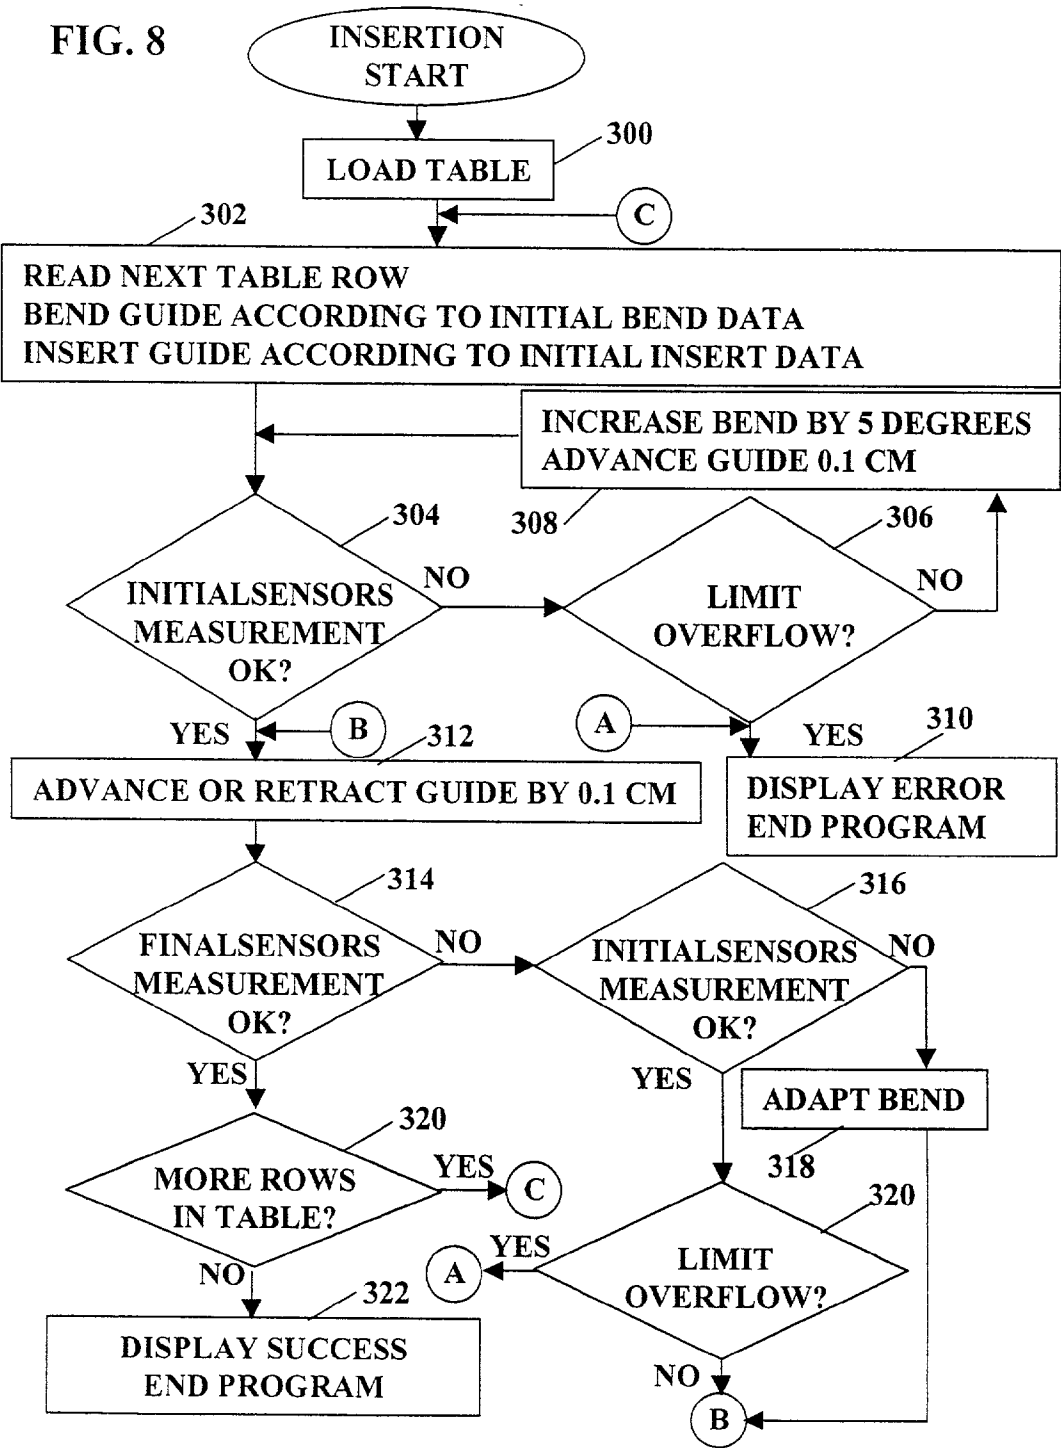 FIG. 8
INSERTION
START
300
LOAD TABLE
C
302
READ NEXT TABLE ROW
BEND GUIDE ACCORDING TO INITIAL BEND DATA
INSERT GUIDE ACCORDING TO INITIAL INSERT DATA
INCREASE BEND BY 5 DEGREES
ADVANCE GUIDE 0.1 CM
308
304
INITIALSENSORS
MEASUREMENT
OK?
NO
306
LIMIT
OVERFLOW?
NO
YES
B
A
YES
312
ADVANCE OR RETRACT GUIDE BY 0.1 CM
310
DISPLAY ERROR
END PROGRAM
314
FINALSENSORS
MEASUREMENT
OK?
NO
316
INITIALSENSORS
MEASUREMENT
OK?
NO
YES
YES
ADAPT BEND
318
320
MORE ROWS
IN TABLE?
YES
C
320
LIMIT
OVERFLOW?
YES
A
NO
322
DISPLAY SUCCESS
END PROGRAM
NO
B